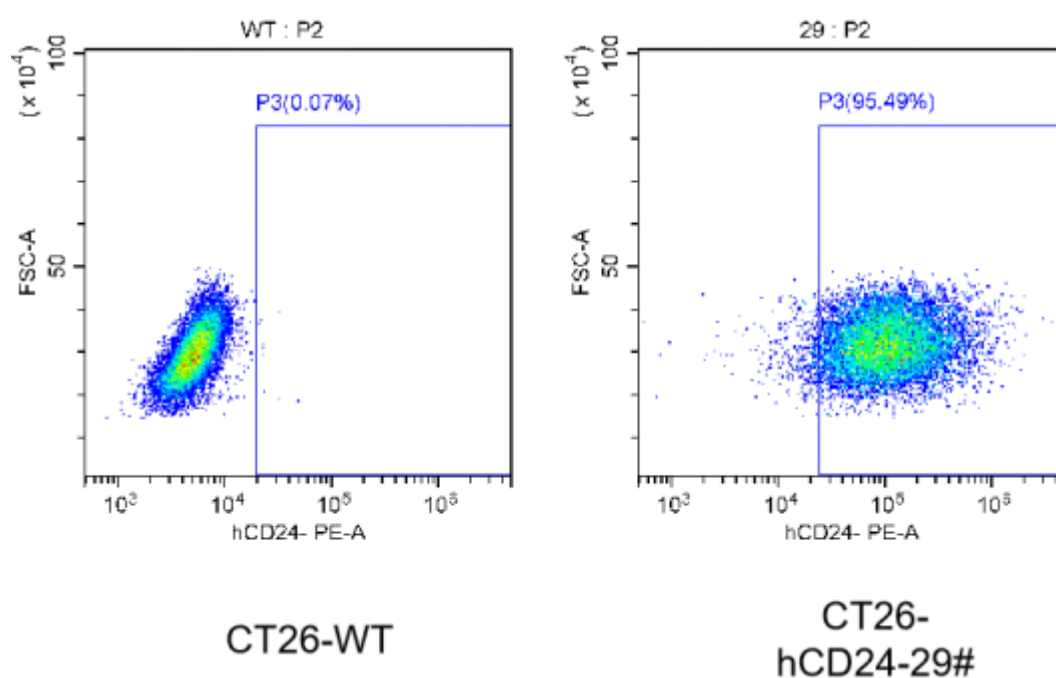 WT : P2
(x 10⁴)
FSC-A
100
50
P3(0.07%)
10³ 10⁴ 10⁵ 10⁶
hCD24- PE-A
CT26-WT
29 : P2
(x 10⁴)
FSC-A
100
50
P3(95.49%)
10³ 10⁴ 10⁵ 10⁶
hCD24- PE-A
CT26-
hCD24-29#